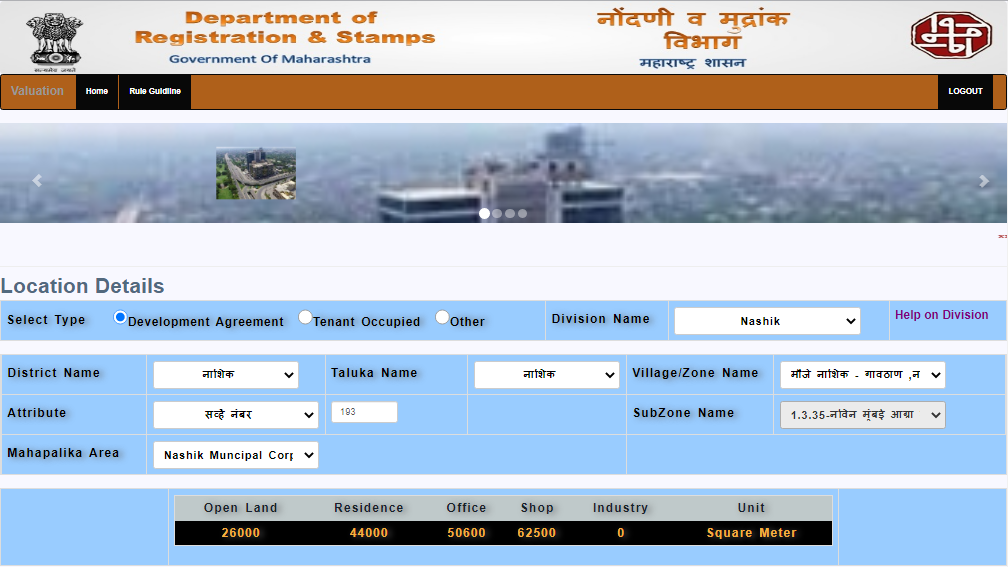 Department of
Registration & Stamps
Government Of Maharashtra
नोंदणी व मुद्रांक
विभाग
महाराष्ट्र शासन
सत्यमेव जयते
Valuation Home Rule Guidline LOGOUT
Location Details
Select Type Development Agreement Tenant Occupied Other Division Name Nashik Help on Division
District Name नाशिक Taluka Name नाशिक Village/Zone Name मौजे नाशिक - गावठाण ,न
Attribute सर्व्हे नंबर 193 SubZone Name 1.3.35-नविन मुंबई आग्रा
Mahapalika Area Nashik Muncipal Corp
Open Land Residence Office Shop Industry Unit
26000 44000 50600 62500 0 Square Meter